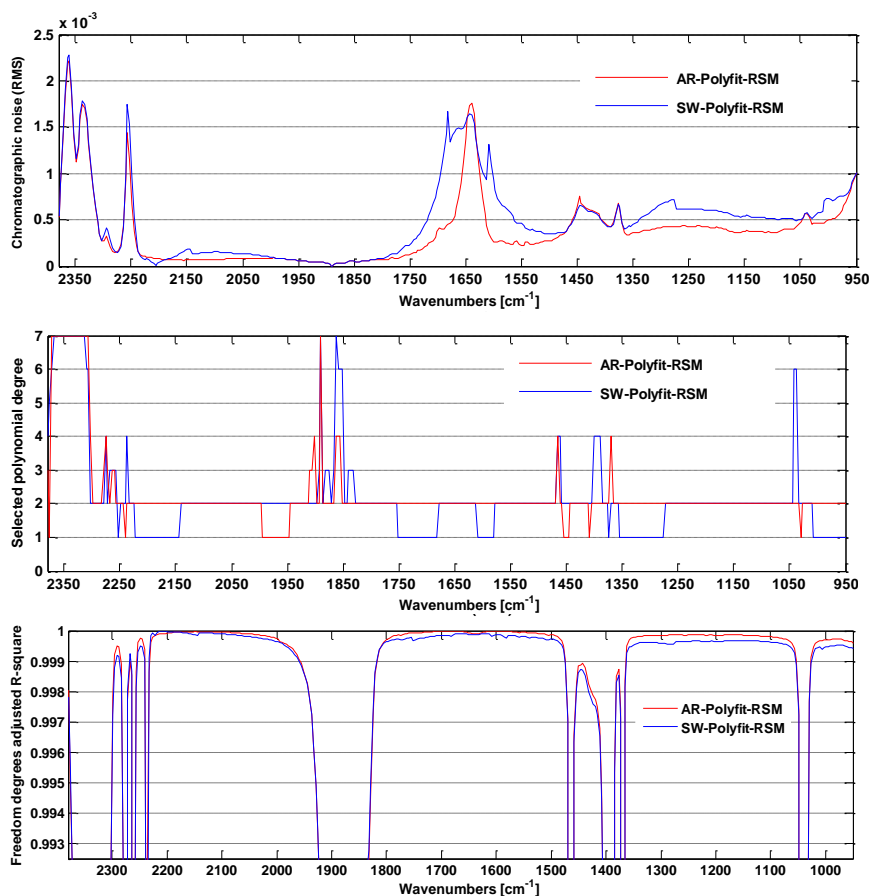 x 10-3
2.5
2
1.5
1
0.5
0
Chromatographic noise (RMS)
AR-Polyfit-RSM
SW-Polyfit-RSM
2350 2250 2150 2050 1950 1850 1750 1650 1550 1450 1350 1250 1150 1050 950
Wavenumbers [cm-1]
7
6
5
4
3
2
1
0
Selected polynomial degree
AR-Polyfit-RSM
SW-Polyfit-RSM
2350 2250 2150 2050 1950 1850 1750 1650 1550 1450 1350 1250 1150 1050 950
Wavenumbers [cm-1]
1
0.999
0.998
0.997
0.996
0.995
0.994
0.993
Freedom degrees adjusted R-square
AR-Polyfit-RSM
SW-Polyfit-RSM
2300 2200 2100 2000 1900 1800 1700 1600 1500 1400 1300 1200 1100 1000
Wavenumbers [cm-1]